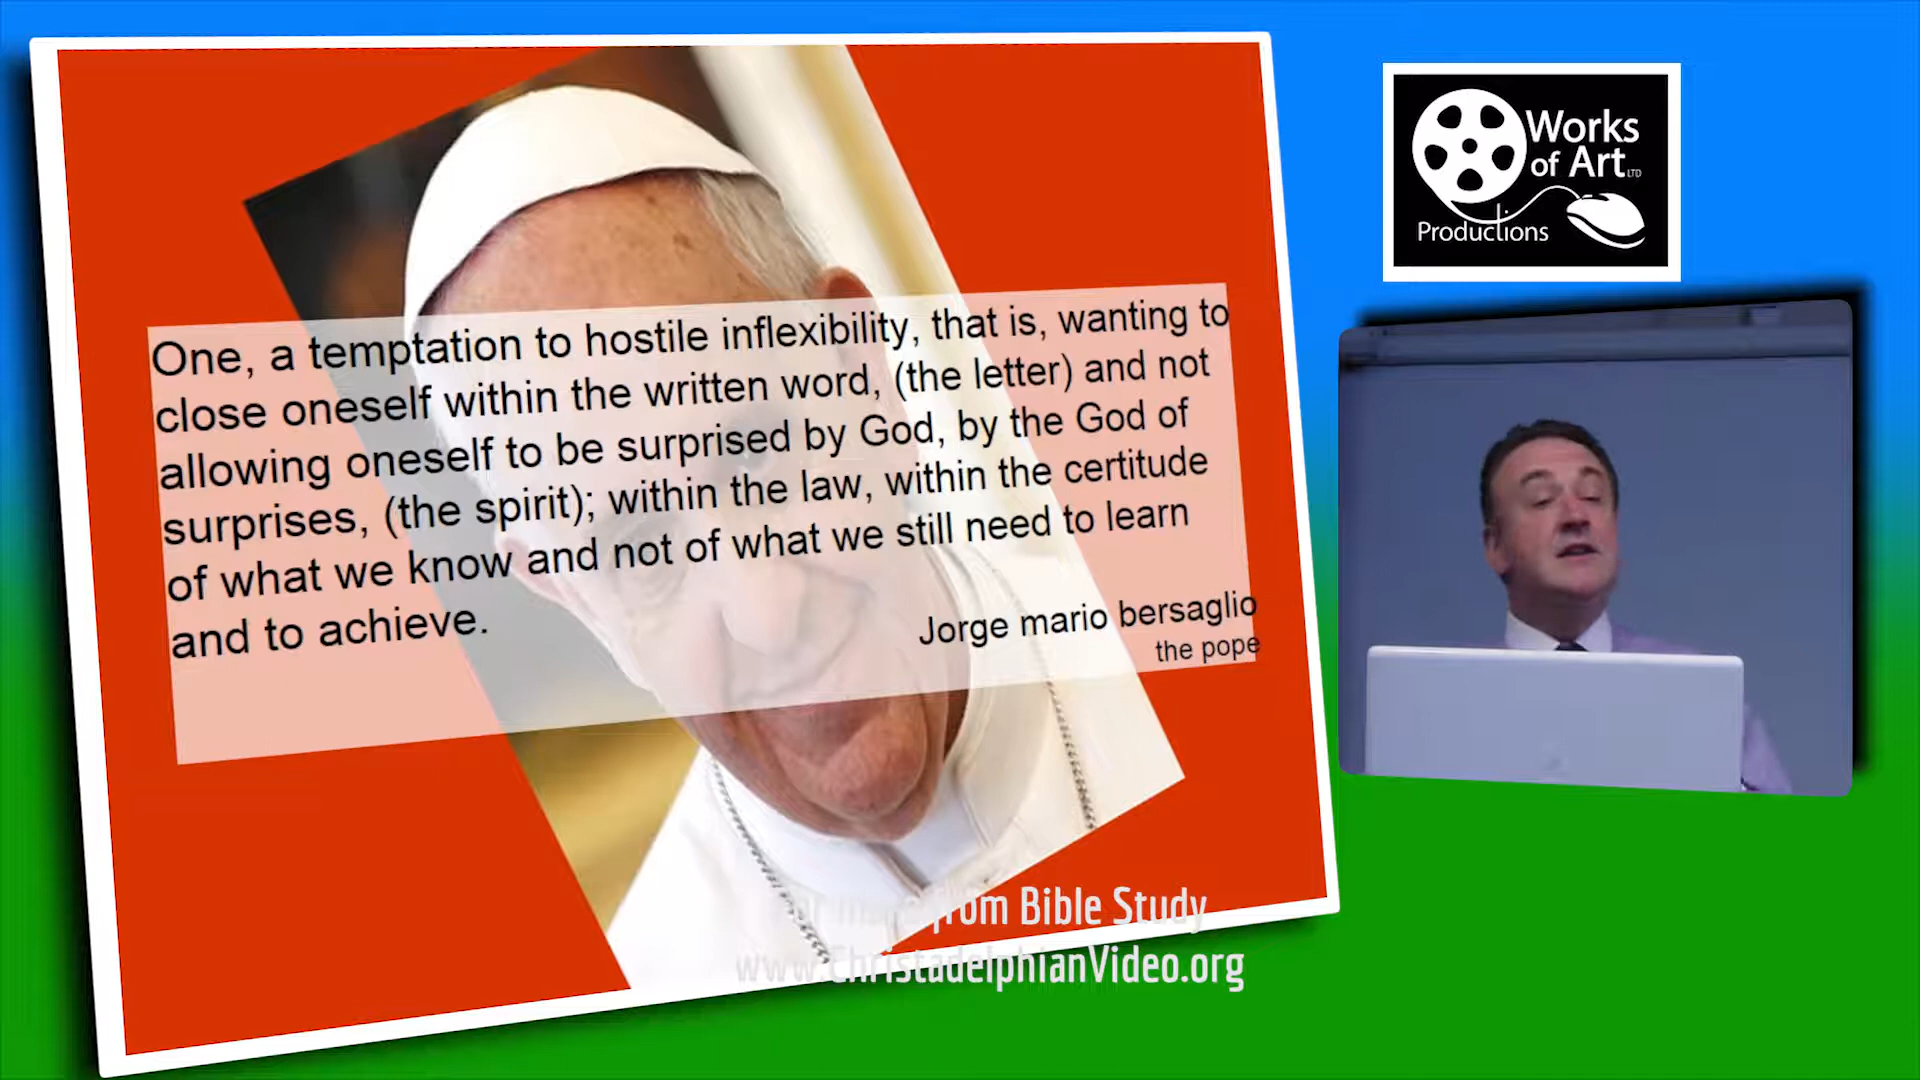 One, a temptation to hostile inflexibility, that is, wanting to
close oneself within the written word, (the letter) and not
allowing oneself to be surprised by God, by the God of
surprises, (the spirit); within the law, within the certitude
of what we know and not of what we still need to learn
and to achieve.
Jorge mario bersaglio
the pope
Works
of Art LTD
Productions
from Bible Study
www.ChristadelphianVideo.org